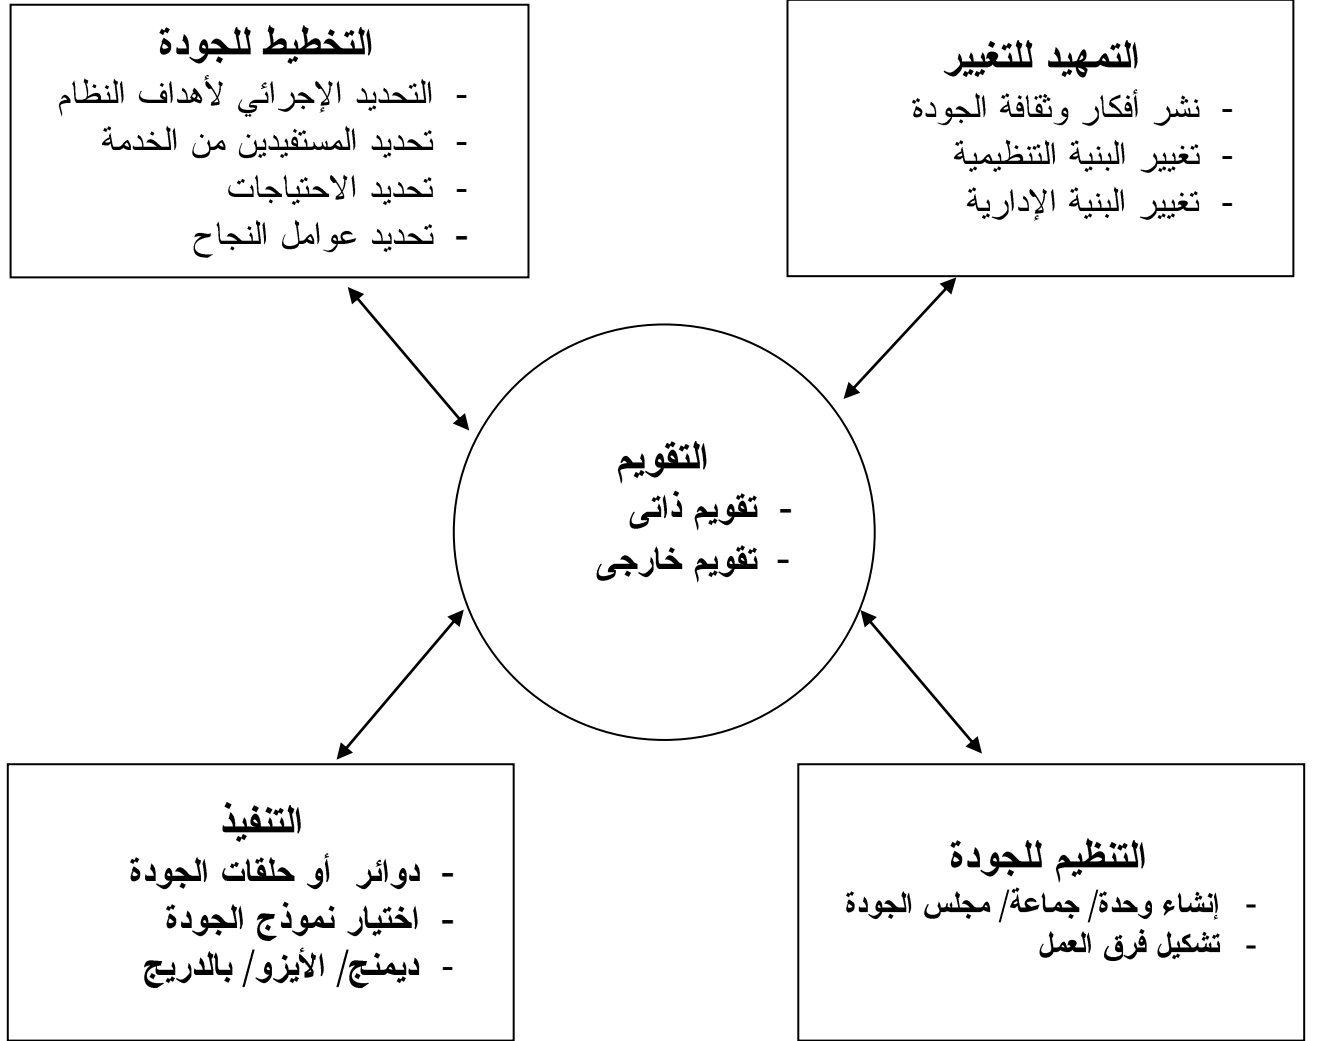 التمهيد للتغيير
- نشر أفكار وثقافة الجودة
- تغيير البنية التنظيمية
- تغيير البنية الإدارية
التخطيط للجودة
- التحديد الإجرائي لأهداف النظام
- تحديد المستفيدين من الخدمة
- تحديد الاحتياجات
- تحديد عوامل النجاح
التقويم
- تقويم ذاتى
- تقويم خارجى
التنظيم للجودة
- إنشاء وحدة/ جماعة/ مجلس الجودة
- تشكيل فرق العمل
التنفيذ
- دوائر أو حلقات الجودة
- اختيار نموذج الجودة
- ديمنج/ الأيزو/ بالدريج